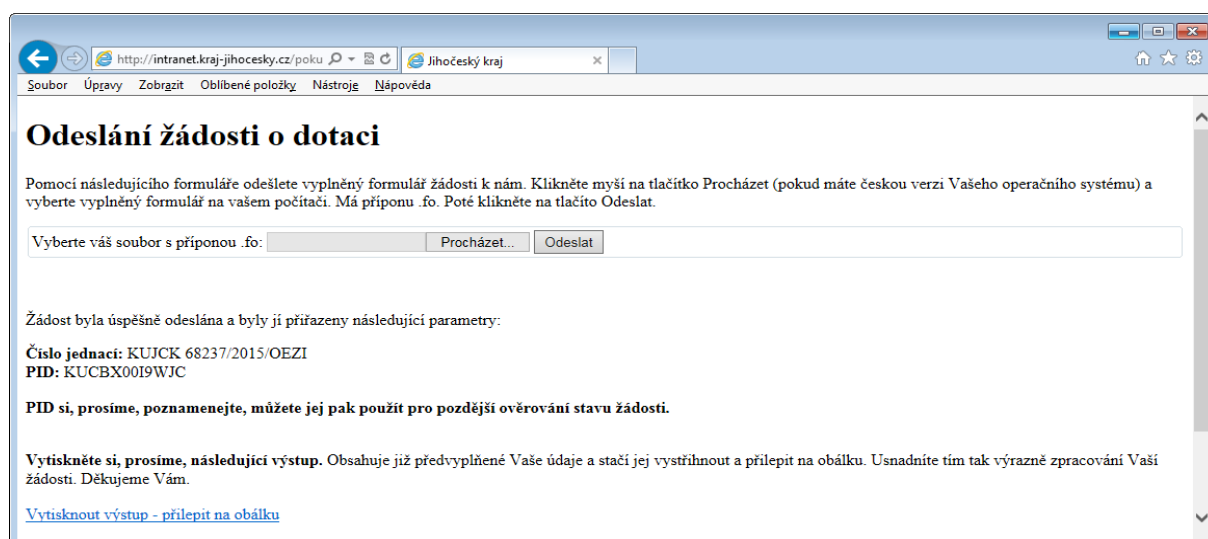 http://intranet.kraj-jihocesky.cz/poku
Jihočeský kraj
Soubor Úpravy Zobrazit Oblíbené položky Nástroje Nápověda
Odeslání žádosti o dotaci
Pomocí následujícího formuláře odešlete vyplněný formulář žádosti k nám. Klikněte myší na tlačítko Procházet (pokud máte českou verzi Vašeho operačního systému) a
vyberte vyplněný formulář na vašem počítači. Má příponu .fo. Poté klikněte na tlačíto Odeslat.
Vyberte váš soubor s příponou .fo: Procházet... Odeslat
Žádost byla úspěšně odeslána a byly jí přiřazeny následující parametry:
Číslo jednací: KUJCK 68237/2015/OEZI
PID: KUCBX00I9WJC
PID si, prosíme, poznamenejte, můžete jej pak použít pro pozdější ověrování stavu žádosti.
Vytiskněte si, prosíme, následující výstup. Obsahuje již předvyplňené Vaše údaje a stačí jej vystřihnout a přilepit na obálku. Usnadníte tím tak výrazně zpracování Vaší
žádosti. Děkujeme Vám.
Vytisknout výstup - přilepit na obálku